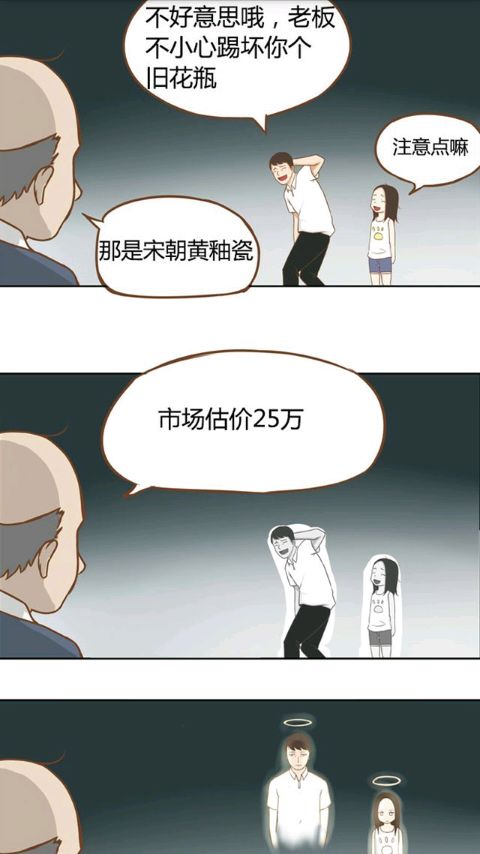 不好意思哦，老板
不小心踢坏你个
旧花瓶
注意点嘛
那是宋朝黄釉瓷
市场估价25万